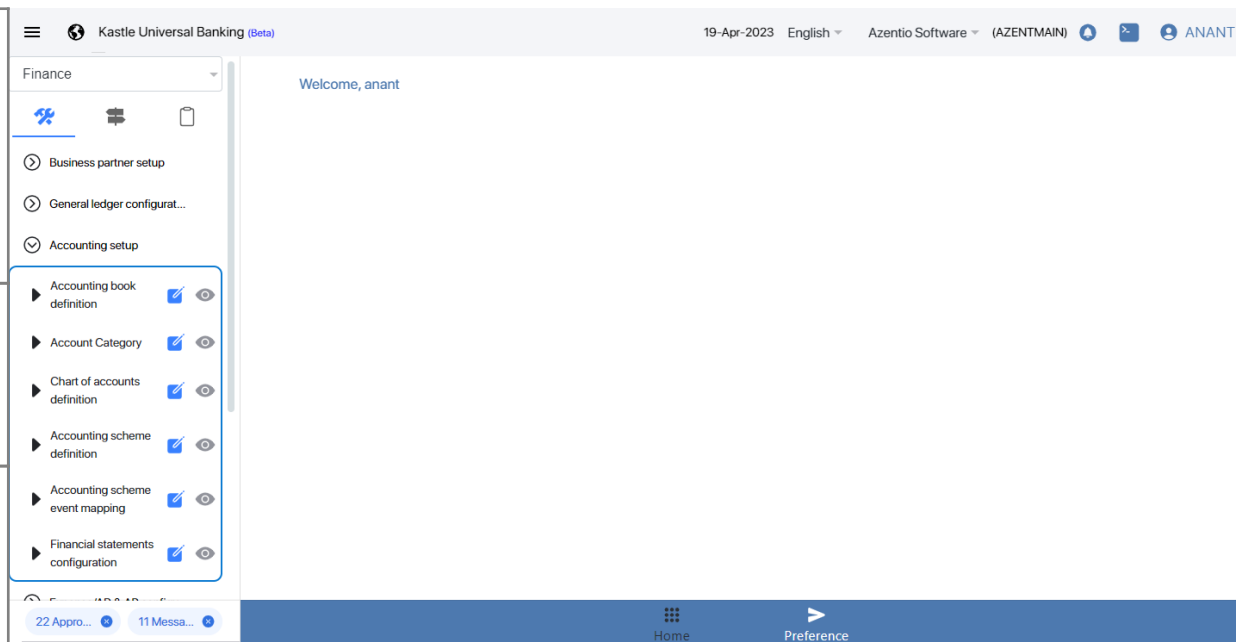 Kastle Universal Banking (Beta)
19-Apr-2023 English Azentio Software (AZENTMAIN) ANANT
Finance
Welcome, anant
Business partner setup
General ledger configurat...
Accounting setup
Accounting book
definition
Account Category
Chart of accounts
definition
Accounting scheme
definition
Accounting scheme
event mapping
Financial statements
configuration
22 Appro...
11 Messa...
Home
Preference